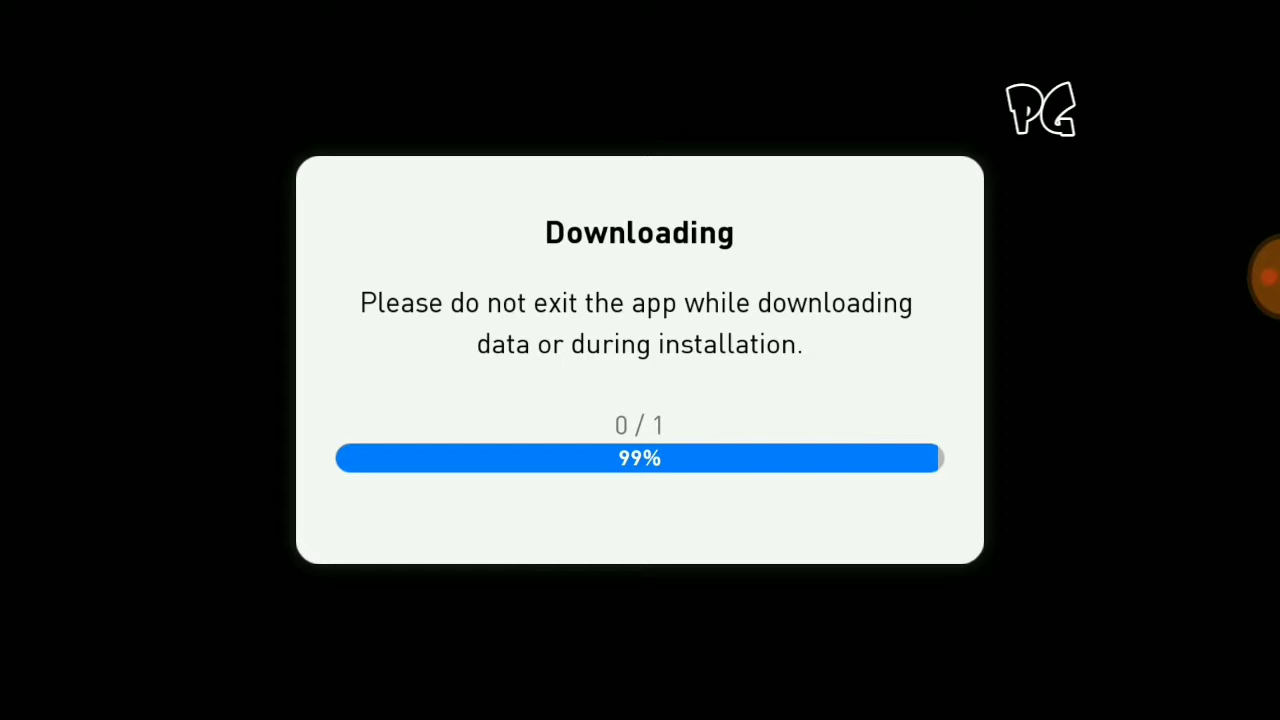 PG
Downloading
Please do not exit the app while downloading
data or during installation.
0 / 1
99%